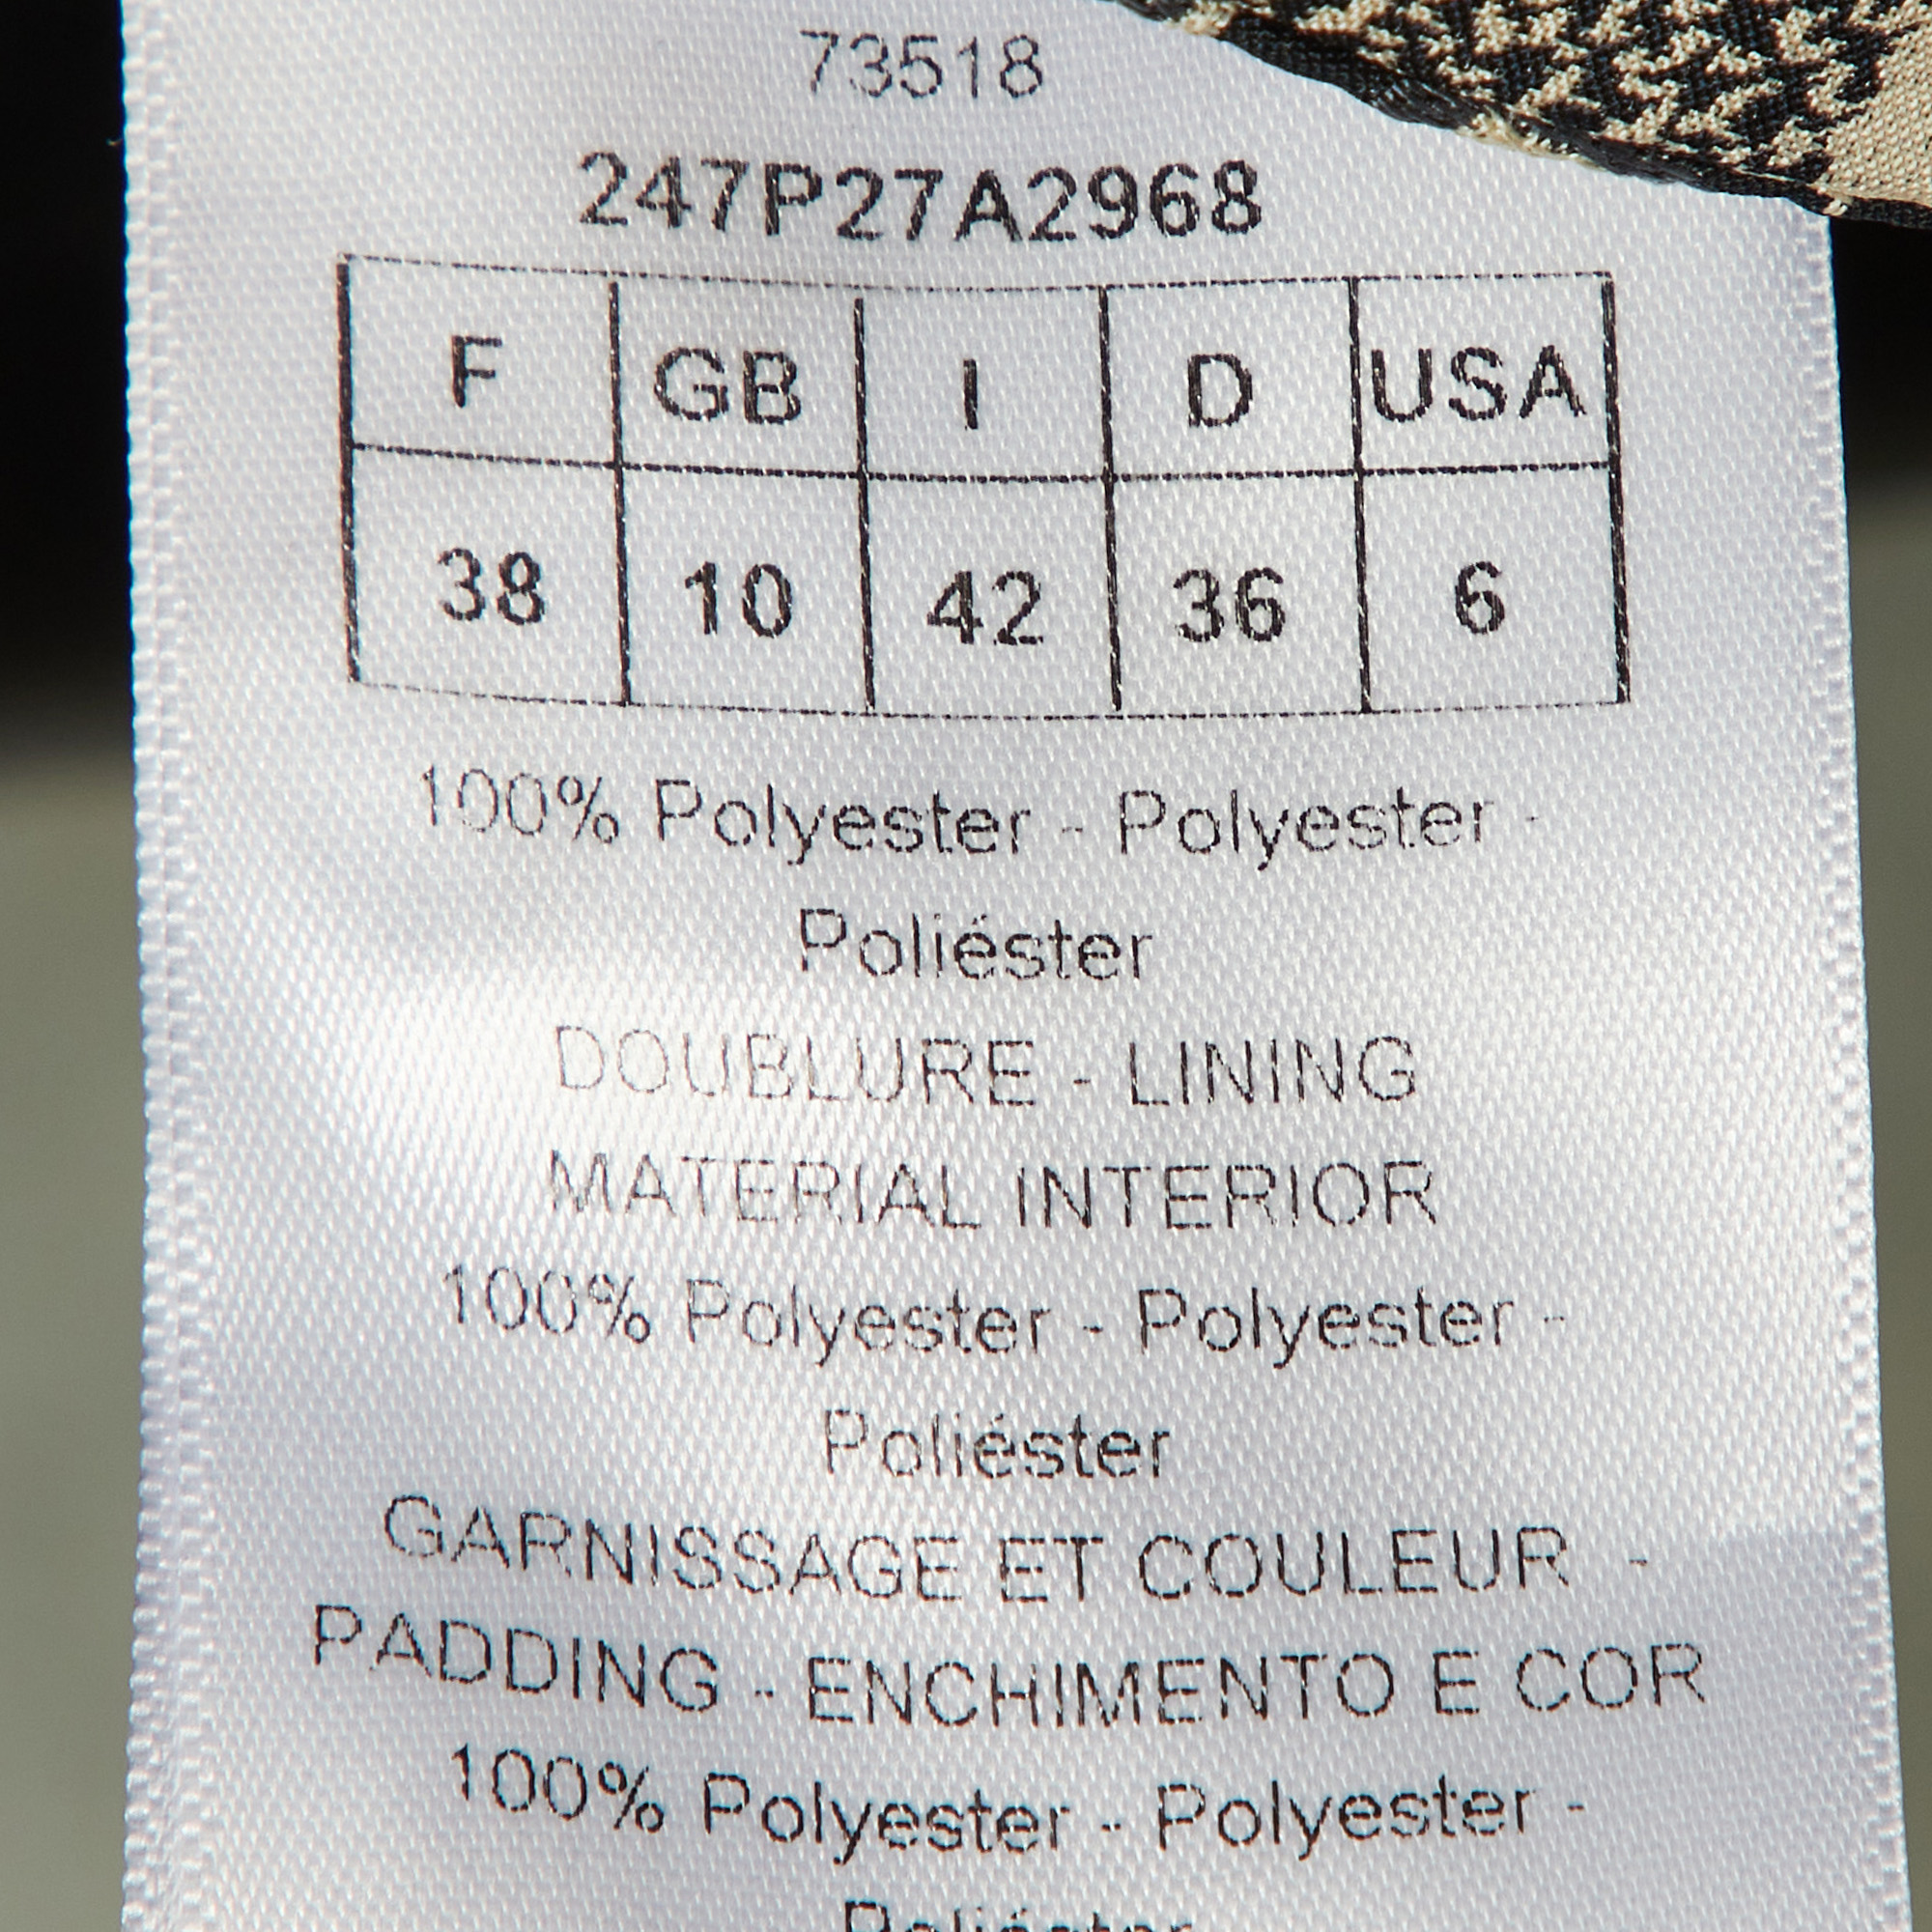 73518
247P27A2968
F GB I D USA
38 10 42 36 6
100% Polyester - Polyester -
Poliéster
DOUBLURE - LINING
MATERIAL INTERIOR
100% Polyester - Polyester -
Poliéster
GARNISSAGE ET COULEUR -
PADDING - ENCHIMENTO E COR
100% Polyester - Polyester -
Poliéster